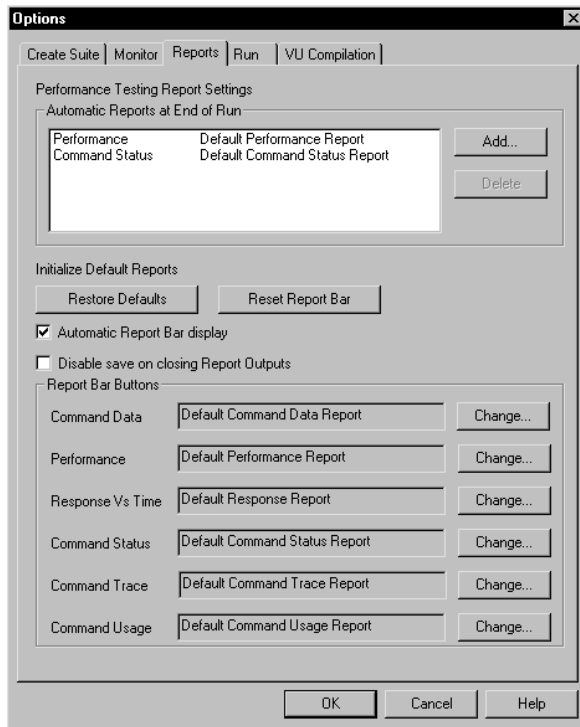 Options
Create Suite Monitor Reports Run VU Compilation
Performance Testing Report Settings
Automatic Reports at End of Run
Performance Default Performance Report
Command Status Default Command Status Report
Add...
Delete
Initialize Default Reports
Restore Defaults Reset Report Bar
Automatic Report Bar display
Disable save on closing Report Outputs
Report Bar Buttons
Command Data Default Command Data Report Change...
Performance Default Performance Report Change...
Response Vs Time Default Response Report Change...
Command Status Default Command Status Report Change...
Command Trace Default Command Trace Report Change...
Command Usage Default Command Usage Report Change...
OK Cancel Help